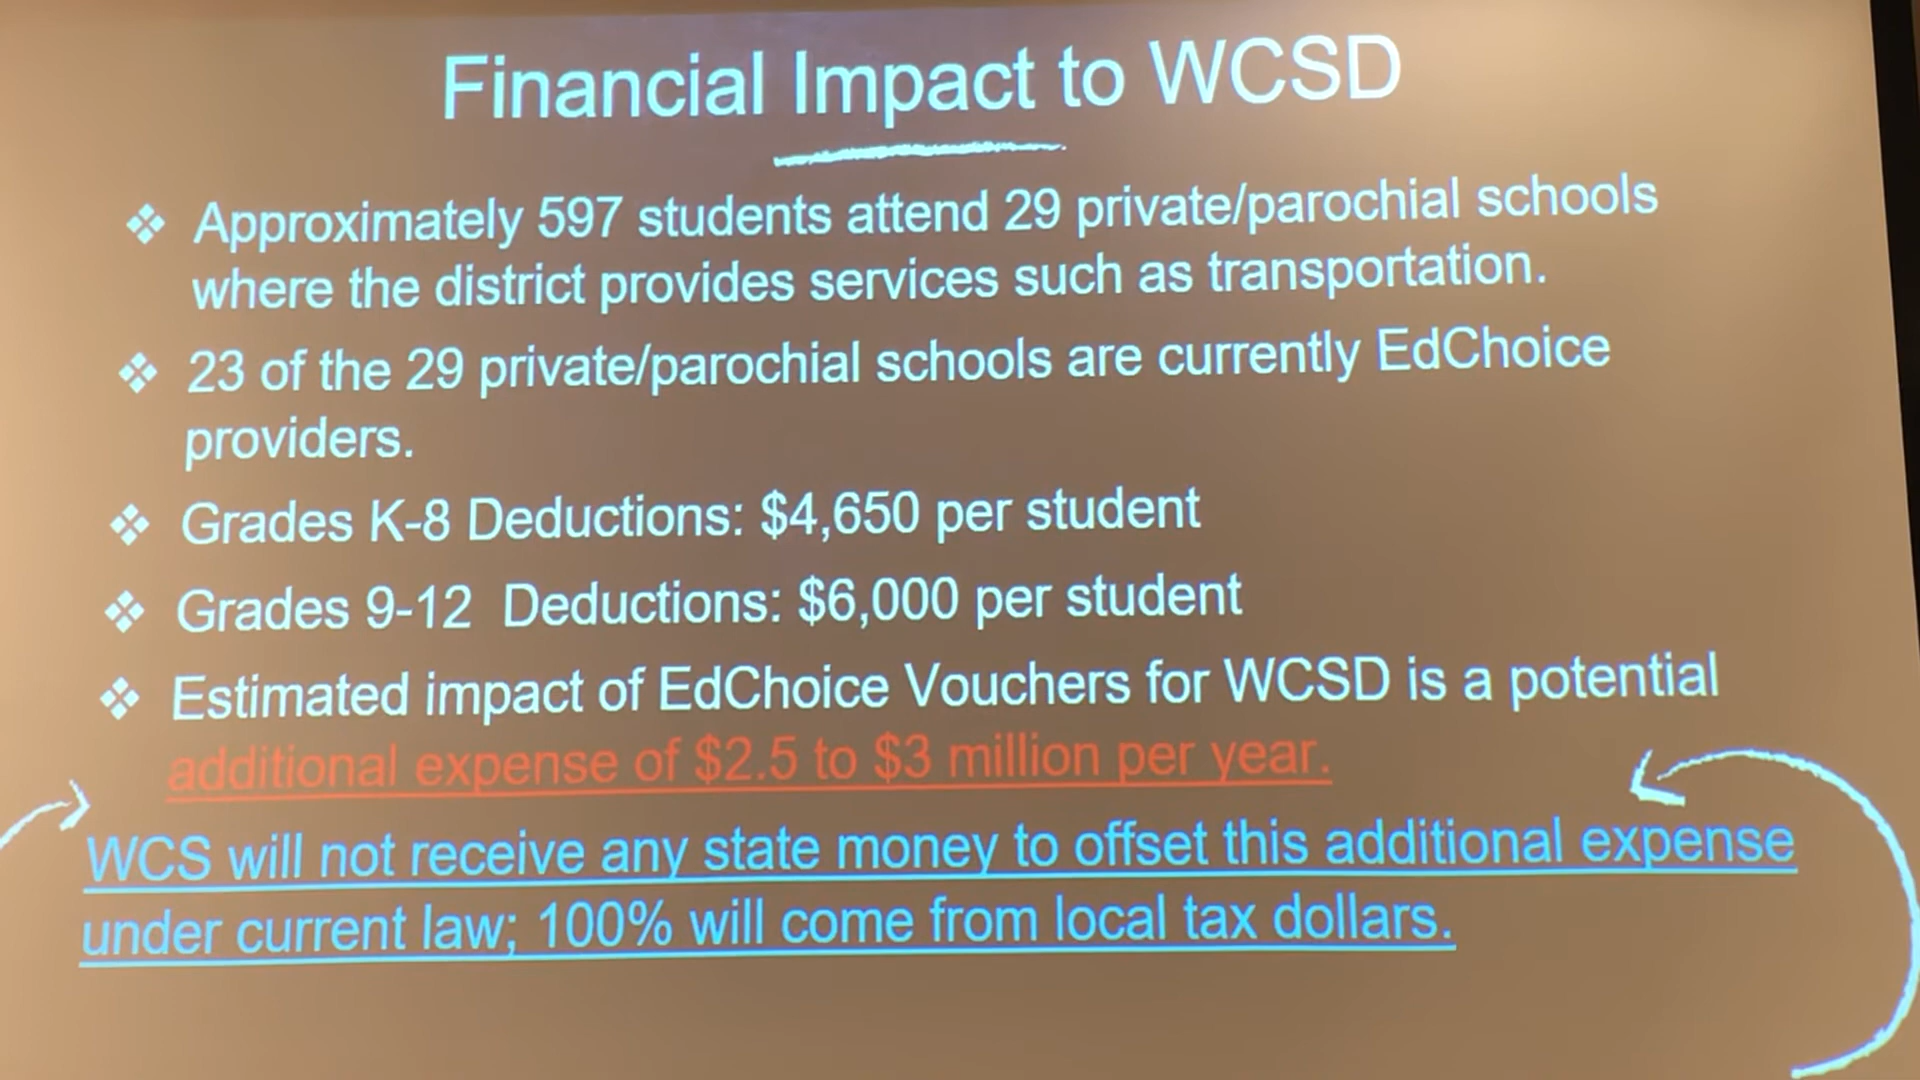 Financial Impact to WCSD
❖ Approximately 597 students attend 29 private/parochial schools
where the district provides services such as transportation.
❖ 23 of the 29 private/parochial schools are currently EdChoice
providers.
❖ Grades K-8 Deductions: $4,650 per student
❖ Grades 9-12 Deductions: $6,000 per student
❖ Estimated impact of EdChoice Vouchers for WCSD is a potential
additional expense of $2.5 to $3 million per year.
WCS will not receive any state money to offset this additional expense
under current law; 100% will come from local tax dollars.